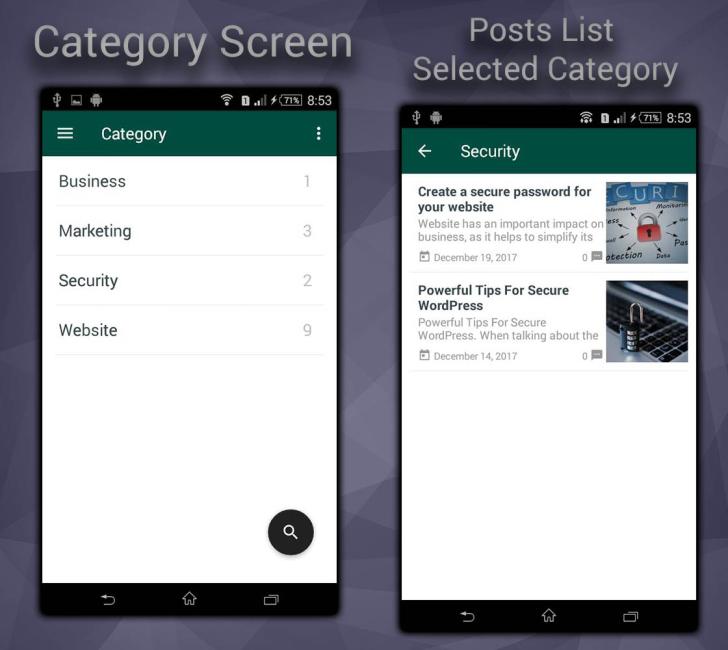 Category Screen
71% 8:53
Category
Business 1
Marketing 3
Security 2
Website 9
Posts List
Selected Category
71% 8:53
Security
Create a secure password for
your website
Website has an important impact on
business, as it helps to simplify its
December 19, 2017 0
CURI
Information Monitoring
otection Data Pas
Powerful Tips For Secure
WordPress
Powerful Tips For Secure
WordPress. When talking about the
December 14, 2017 0